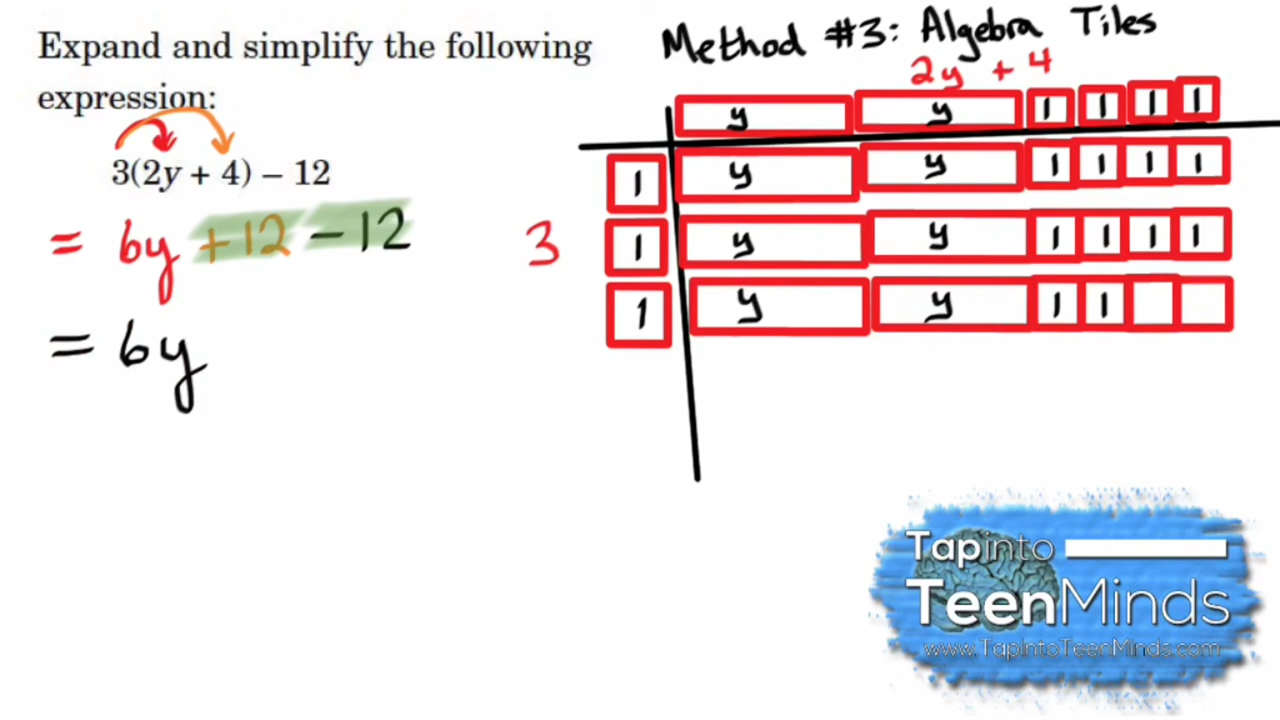 Expand and simplify the following
expression:
3(2y + 4) − 12
= 6y + 12 − 12
= 6y
Method #3: Algebra Tiles
2y + 4
y y 1 1 1 1
1 y y 1 1 1 1
3 1 y y 1 1 1 1
1 y y 1 1
Tapinto
TeenMinds
www.TapIntoTeenMinds.com